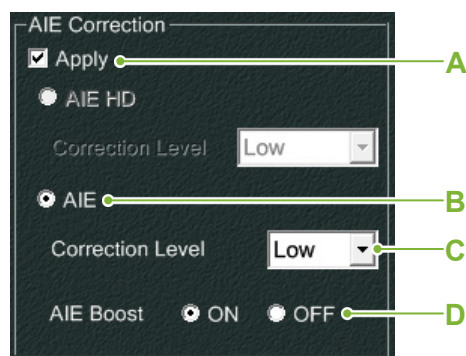 AIE Correction
Apply A
AIE HD
Correction Level Low
AIE B
Correction Level Low C
AIE Boost ON OFF D